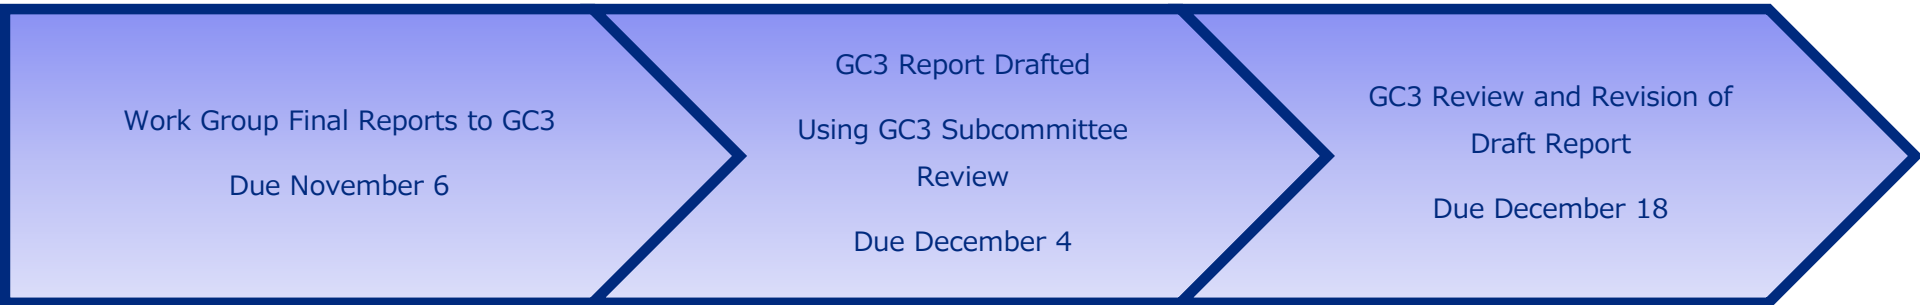 Work Group Final Reports to GC3
Due November 6
GC3 Report Drafted
Using GC3 Subcommittee
Review
Due December 4
GC3 Review and Revision of
Draft Report
Due December 18